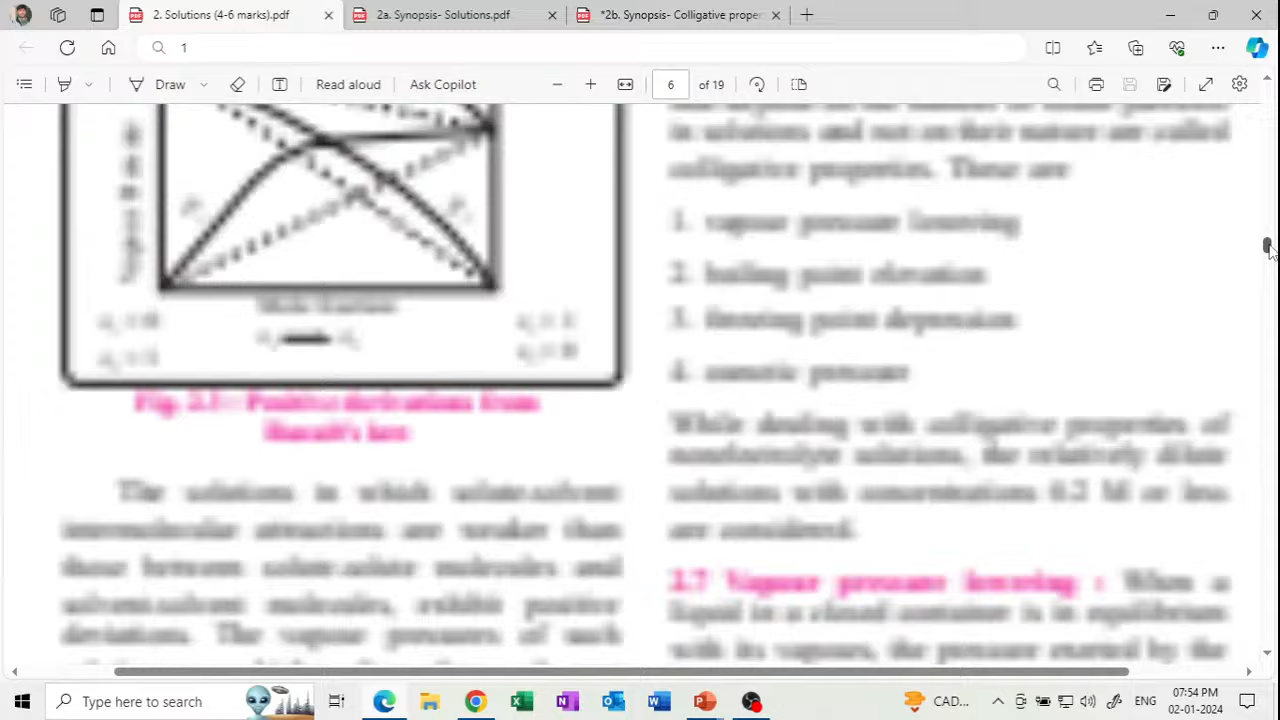 2. Solutions (4-6 marks).pdf
2a. Synopsis- Solutions.pdf
*2b. Synopsis- Colligative proper
1
Draw
Read aloud
Ask Copilot
6
of 19
in solutions and not on their nature are called
colligative properties. These are
1. vapour pressure lowering
2. boiling point elevation
3. freezing point depression
4. osmotic pressure
Mole fraction
Fig. 2.3 : Positive deviations from
Raoult's law
The solutions in which solute-solvent
intermolecular attractions are weaker than
those between solute-solute molecules and
solvent-solvent molecules, exhibit positive
deviations. The vapour pressures of such
While dealing with colligative properties of
nonelectrolyte solutions, the relatively dilute
solutions with concentrations 0.2 M or less
are considered.
2.7 Vapour pressure lowering : When a
liquid in a closed container is in equilibrium
with its vapours, the pressure exerted by the
Type here to search
CAD...
ENG
07:54 PM
02-01-2024